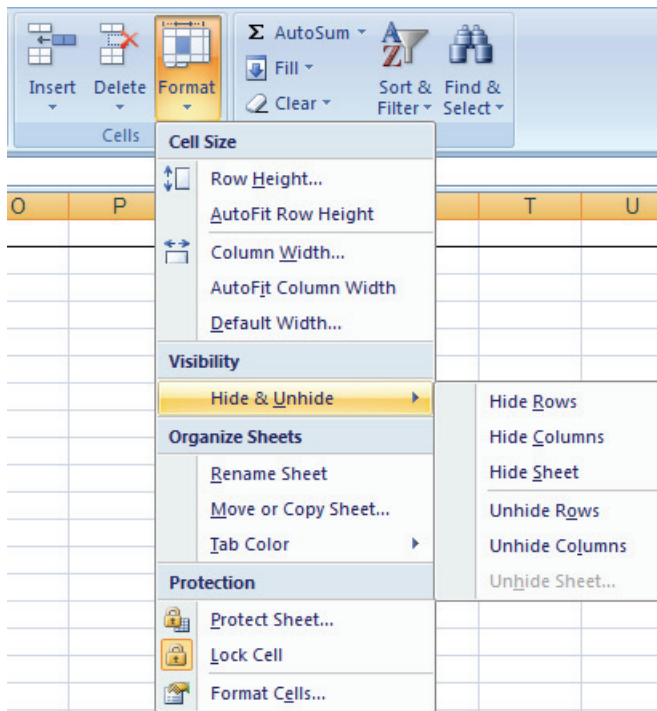 Σ AutoSum
Fill
Clear
Insert Delete Format
Sort & Filter
Find & Select
Cells
Cell Size
Row Height...
AutoFit Row Height
Column Width...
AutoFit Column Width
Default Width...
Visibility
Hide & Unhide
Organize Sheets
Rename Sheet
Move or Copy Sheet...
Tab Color
Protection
Protect Sheet...
Lock Cell
Format Cells...
Hide Rows
Hide Columns
Hide Sheet
Unhide Rows
Unhide Columns
Unhide Sheet...
O P T U